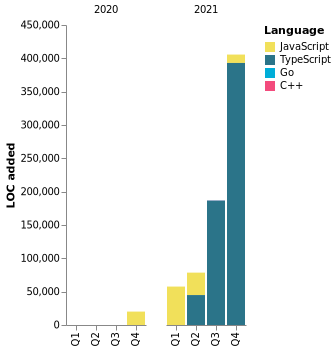 2020 2021
Language
JavaScript
TypeScript
Go
C++
LOC added
450,000
400,000
350,000
300,000
250,000
200,000
150,000
100,000
50,000
0
Q1 Q2 Q3 Q4 Q1 Q2 Q3 Q4